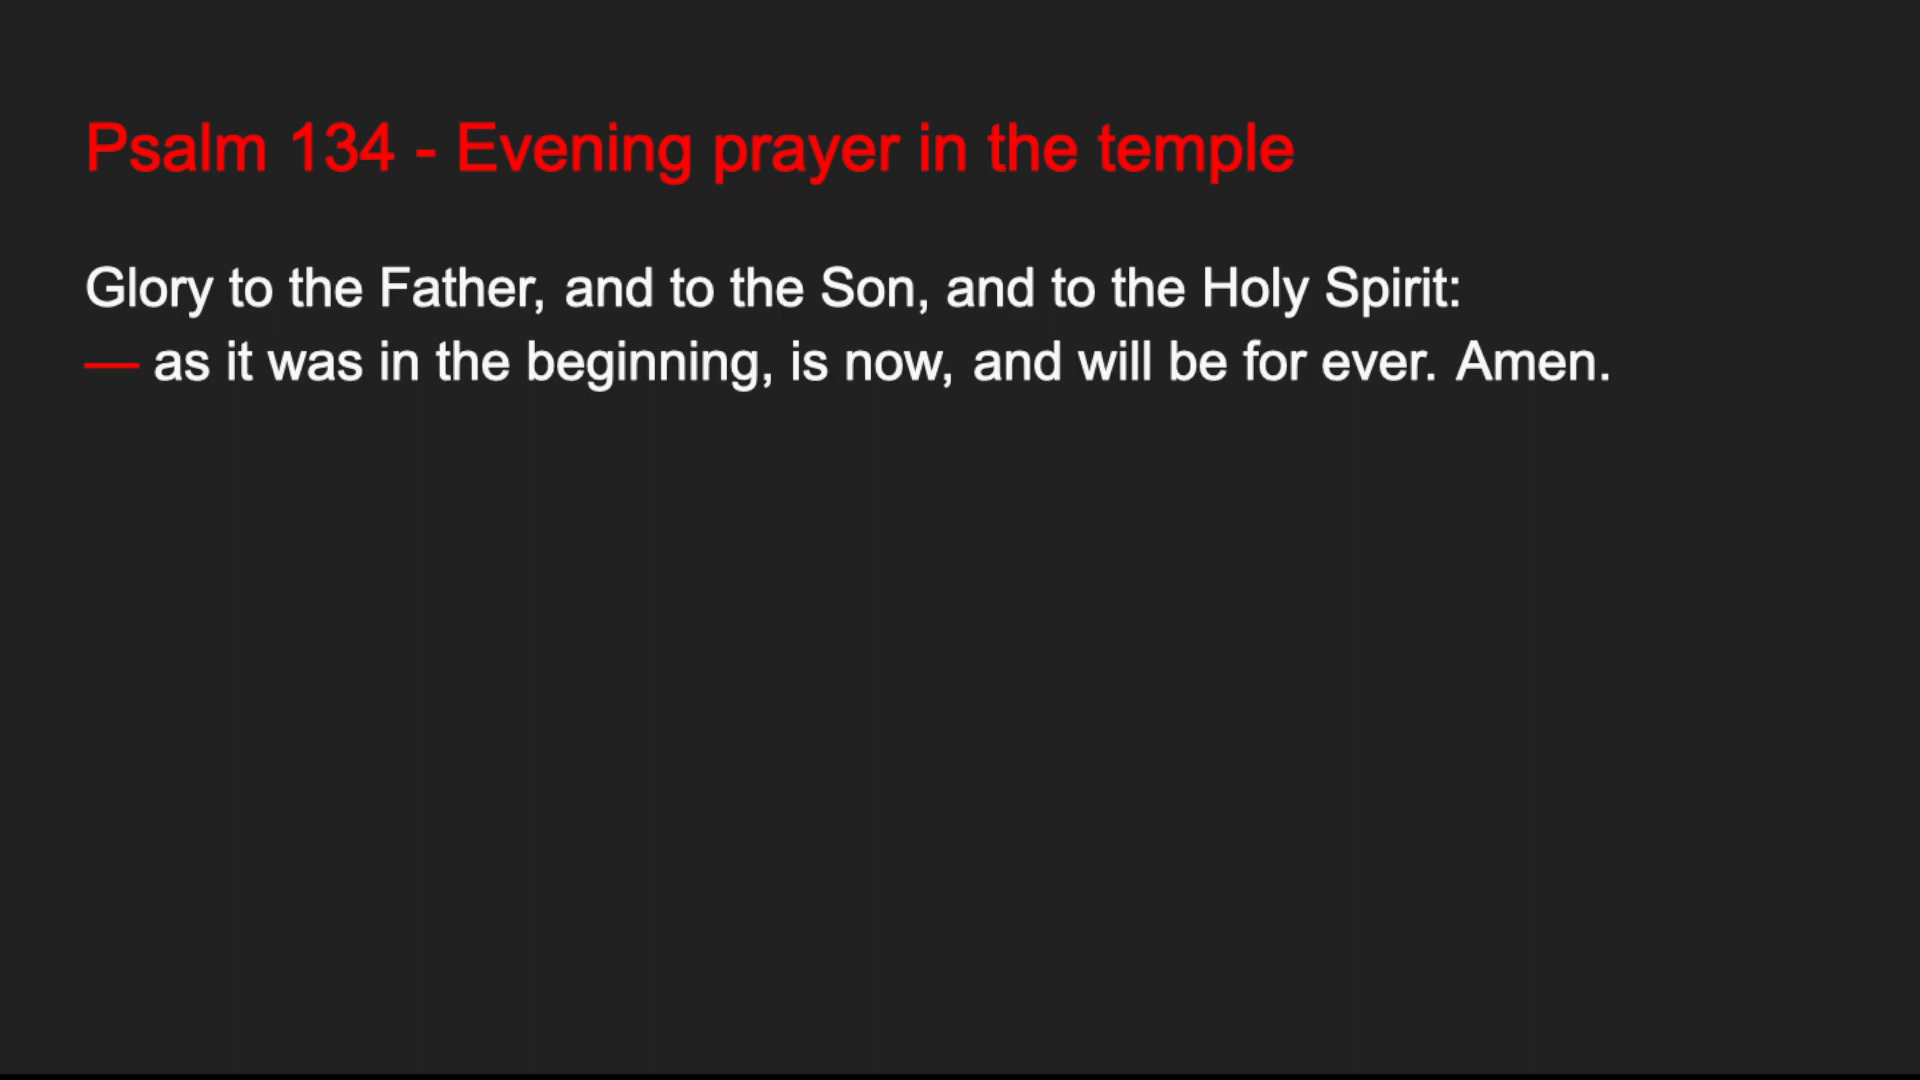 Psalm 134 - Evening prayer in the temple
Glory to the Father, and to the Son, and to the Holy Spirit:
— as it was in the beginning, is now, and will be for ever. Amen.